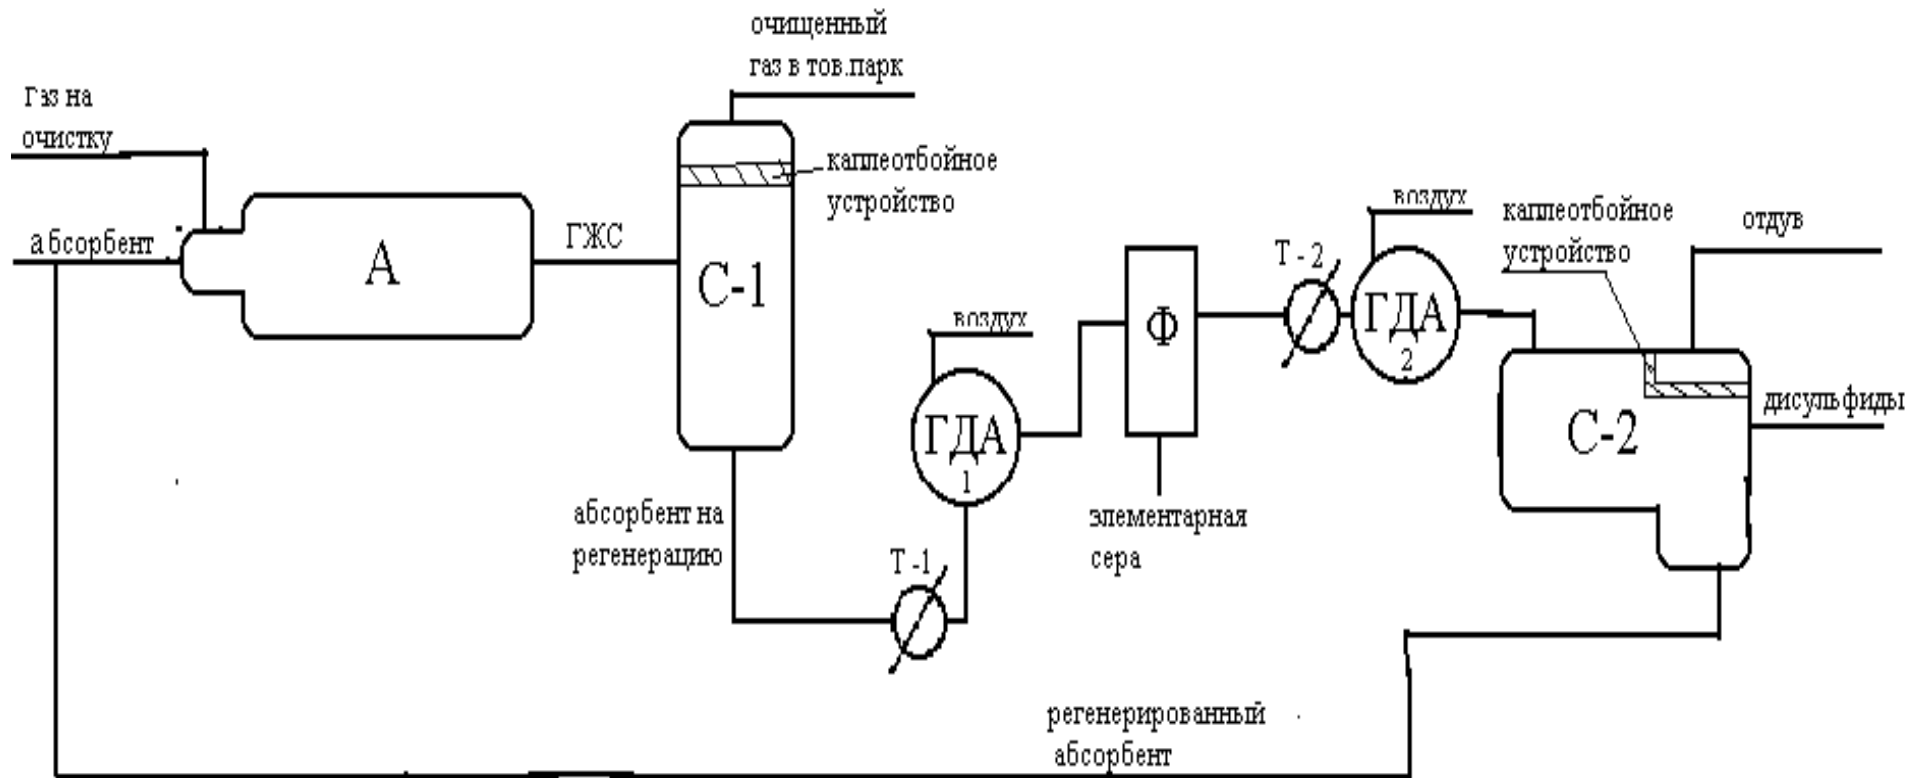 очищенный
газ в тов.парк
Газ на
очистку
каплеотбойное
устройство
абсорбент
ГЖС
А
С-1
воздух
ГДА
1
абсорбент на
регенерацию
Т-1
Ф
элементарная
сера
Т-2
воздух
ГДА
2
каплеотбойное
устройство
отдув
С-2
дисульфиды
регенерированный
абсорбент